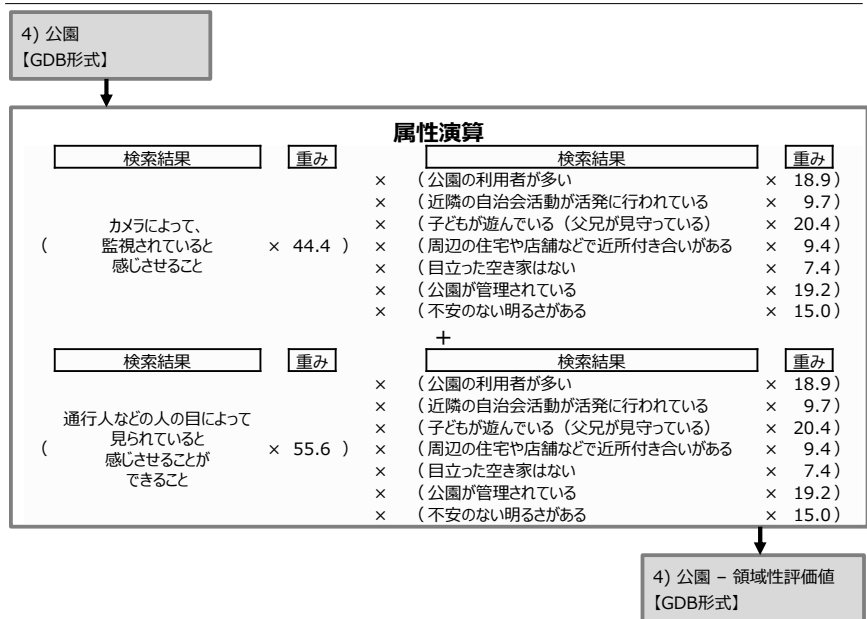 4) 公園
【GDB形式】
属性演算
検索結果 重み 検索結果 重み
× （公園の利用者が多い × 18.9）
× （近隣の自治会活動が活発に行われている × 9.7）
× （子どもが遊んでいる（父兄が見守っている） × 20.4）
（ カメラによって、
監視されていると
感じさせること × 44.4 ） × （周辺の住宅や店舗などで近所付き合いがある × 9.4）
× （目立った空き家はない × 7.4）
× （公園が管理されている × 19.2）
× （不安のない明るさがある × 15.0）
＋
検索結果 重み 検索結果 重み
× （公園の利用者が多い × 18.9）
× （近隣の自治会活動が活発に行われている × 9.7）
× （子どもが遊んでいる（父兄が見守っている） × 20.4）
（ 通行人などの人の目によって
見られていると
感じさせることが
できること × 55.6 ） × （周辺の住宅や店舗などで近所付き合いがある × 9.4）
× （目立った空き家はない × 7.4）
× （公園が管理されている × 19.2）
× （不安のない明るさがある × 15.0）
4) 公園 – 領域性評価値
【GDB形式】